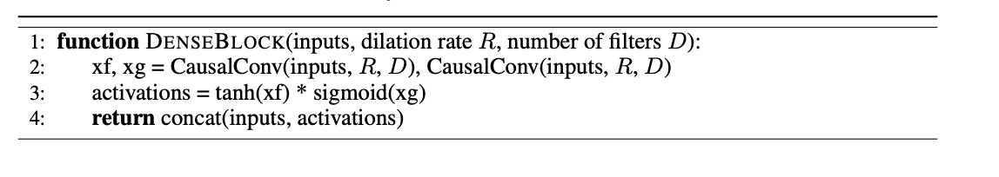 1: function DENSEBLOCK(inputs, dilation rate R, number of filters D):
2: xf, xg = CausalConv(inputs, R, D), CausalConv(inputs, R, D)
3: activations = tanh(xf) * sigmoid(xg)
4: return concat(inputs, activations)